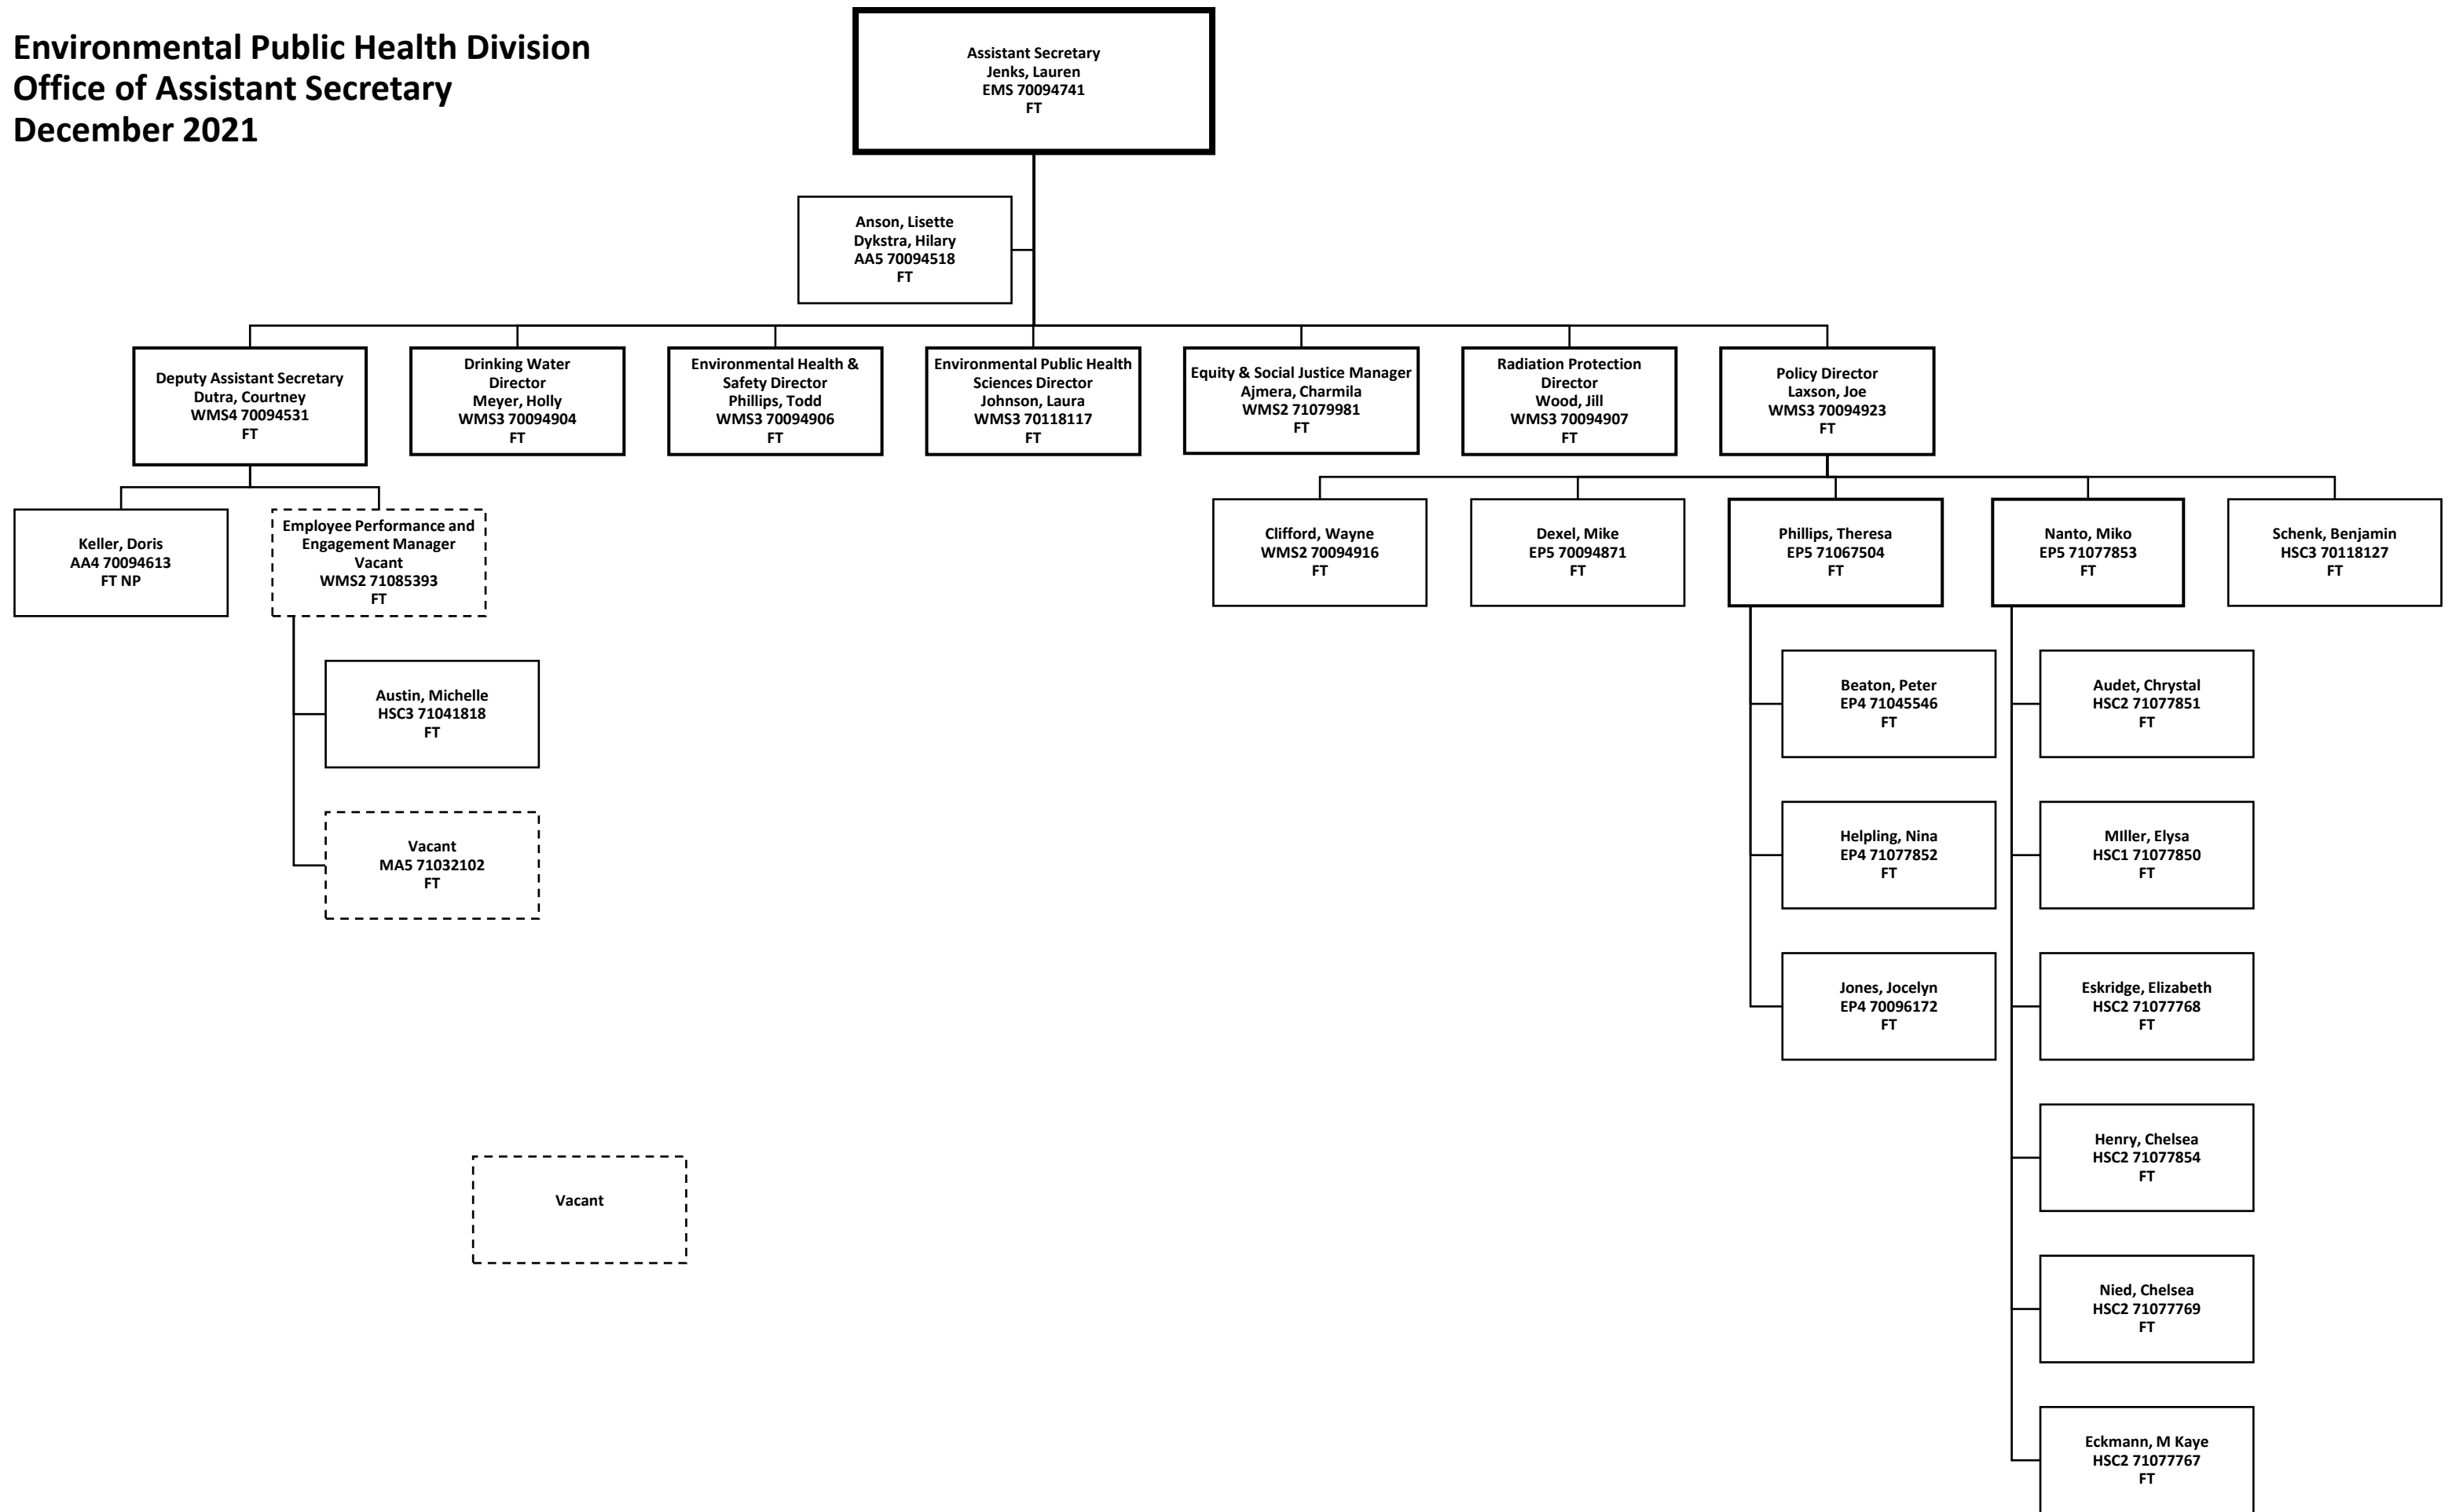 Environmental Public Health Division
Office of Assistant Secretary
December 2021
Assistant Secretary
Jenks, Lauren
EMS 70094741
FT
Anson, Lisette
Dykstra, Hilary
AA5 70094518
FT
Deputy Assistant Secretary
Dutra, Courtney
WMS4 70094531
FT
Drinking Water
Director
Meyer, Holly
WMS3 70094904
FT
Environmental Health &
Safety Director
Phillips, Todd
WMS3 70094906
FT
Environmental Public Health
Sciences Director
Johnson, Laura
WMS3 70118117
FT
Equity & Social Justice Manager
Ajmera, Charmila
WMS2 71079981
FT
Radiation Protection
Director
Wood, Jill
WMS3 70094907
FT
Policy Director
Laxson, Joe
WMS3 70094923
FT
Keller, Doris
AA4 70094613
FT NP
Employee Performance and
Engagement Manager
Vacant
WMS2 71085393
FT
Clifford, Wayne
WMS2 70094916
FT
Dexel, Mike
EP5 70094871
FT
Phillips, Theresa
EP5 71067504
FT
Nanto, Miko
EP5 71077853
FT
Schenk, Benjamin
HSC3 70118127
FT
Austin, Michelle
HSC3 71041818
FT
Vacant
MA5 71032102
FT
Beaton, Peter
EP4 71045546
FT
Helpling, Nina
EP4 71077852
FT
Jones, Jocelyn
EP4 70096172
FT
Audet, Chrystal
HSC2 71077851
FT
MIller, Elysa
HSC1 71077850
FT
Eskridge, Elizabeth
HSC2 71077768
FT
Henry, Chelsea
HSC2 71077854
FT
Nied, Chelsea
HSC2 71077769
FT
Eckmann, M Kaye
HSC2 71077767
FT
Vacant